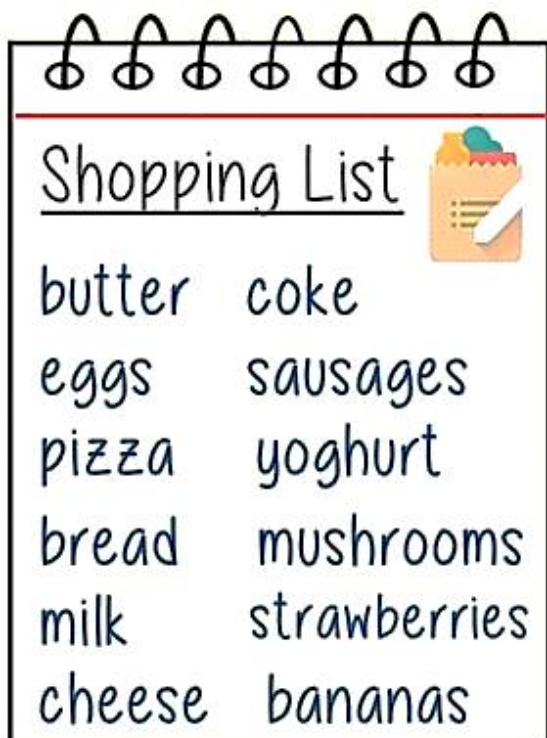 Shopping List
butter coke
eggs sausages
pizza yoghurt
bread mushrooms
milk strawberries
cheese bananas